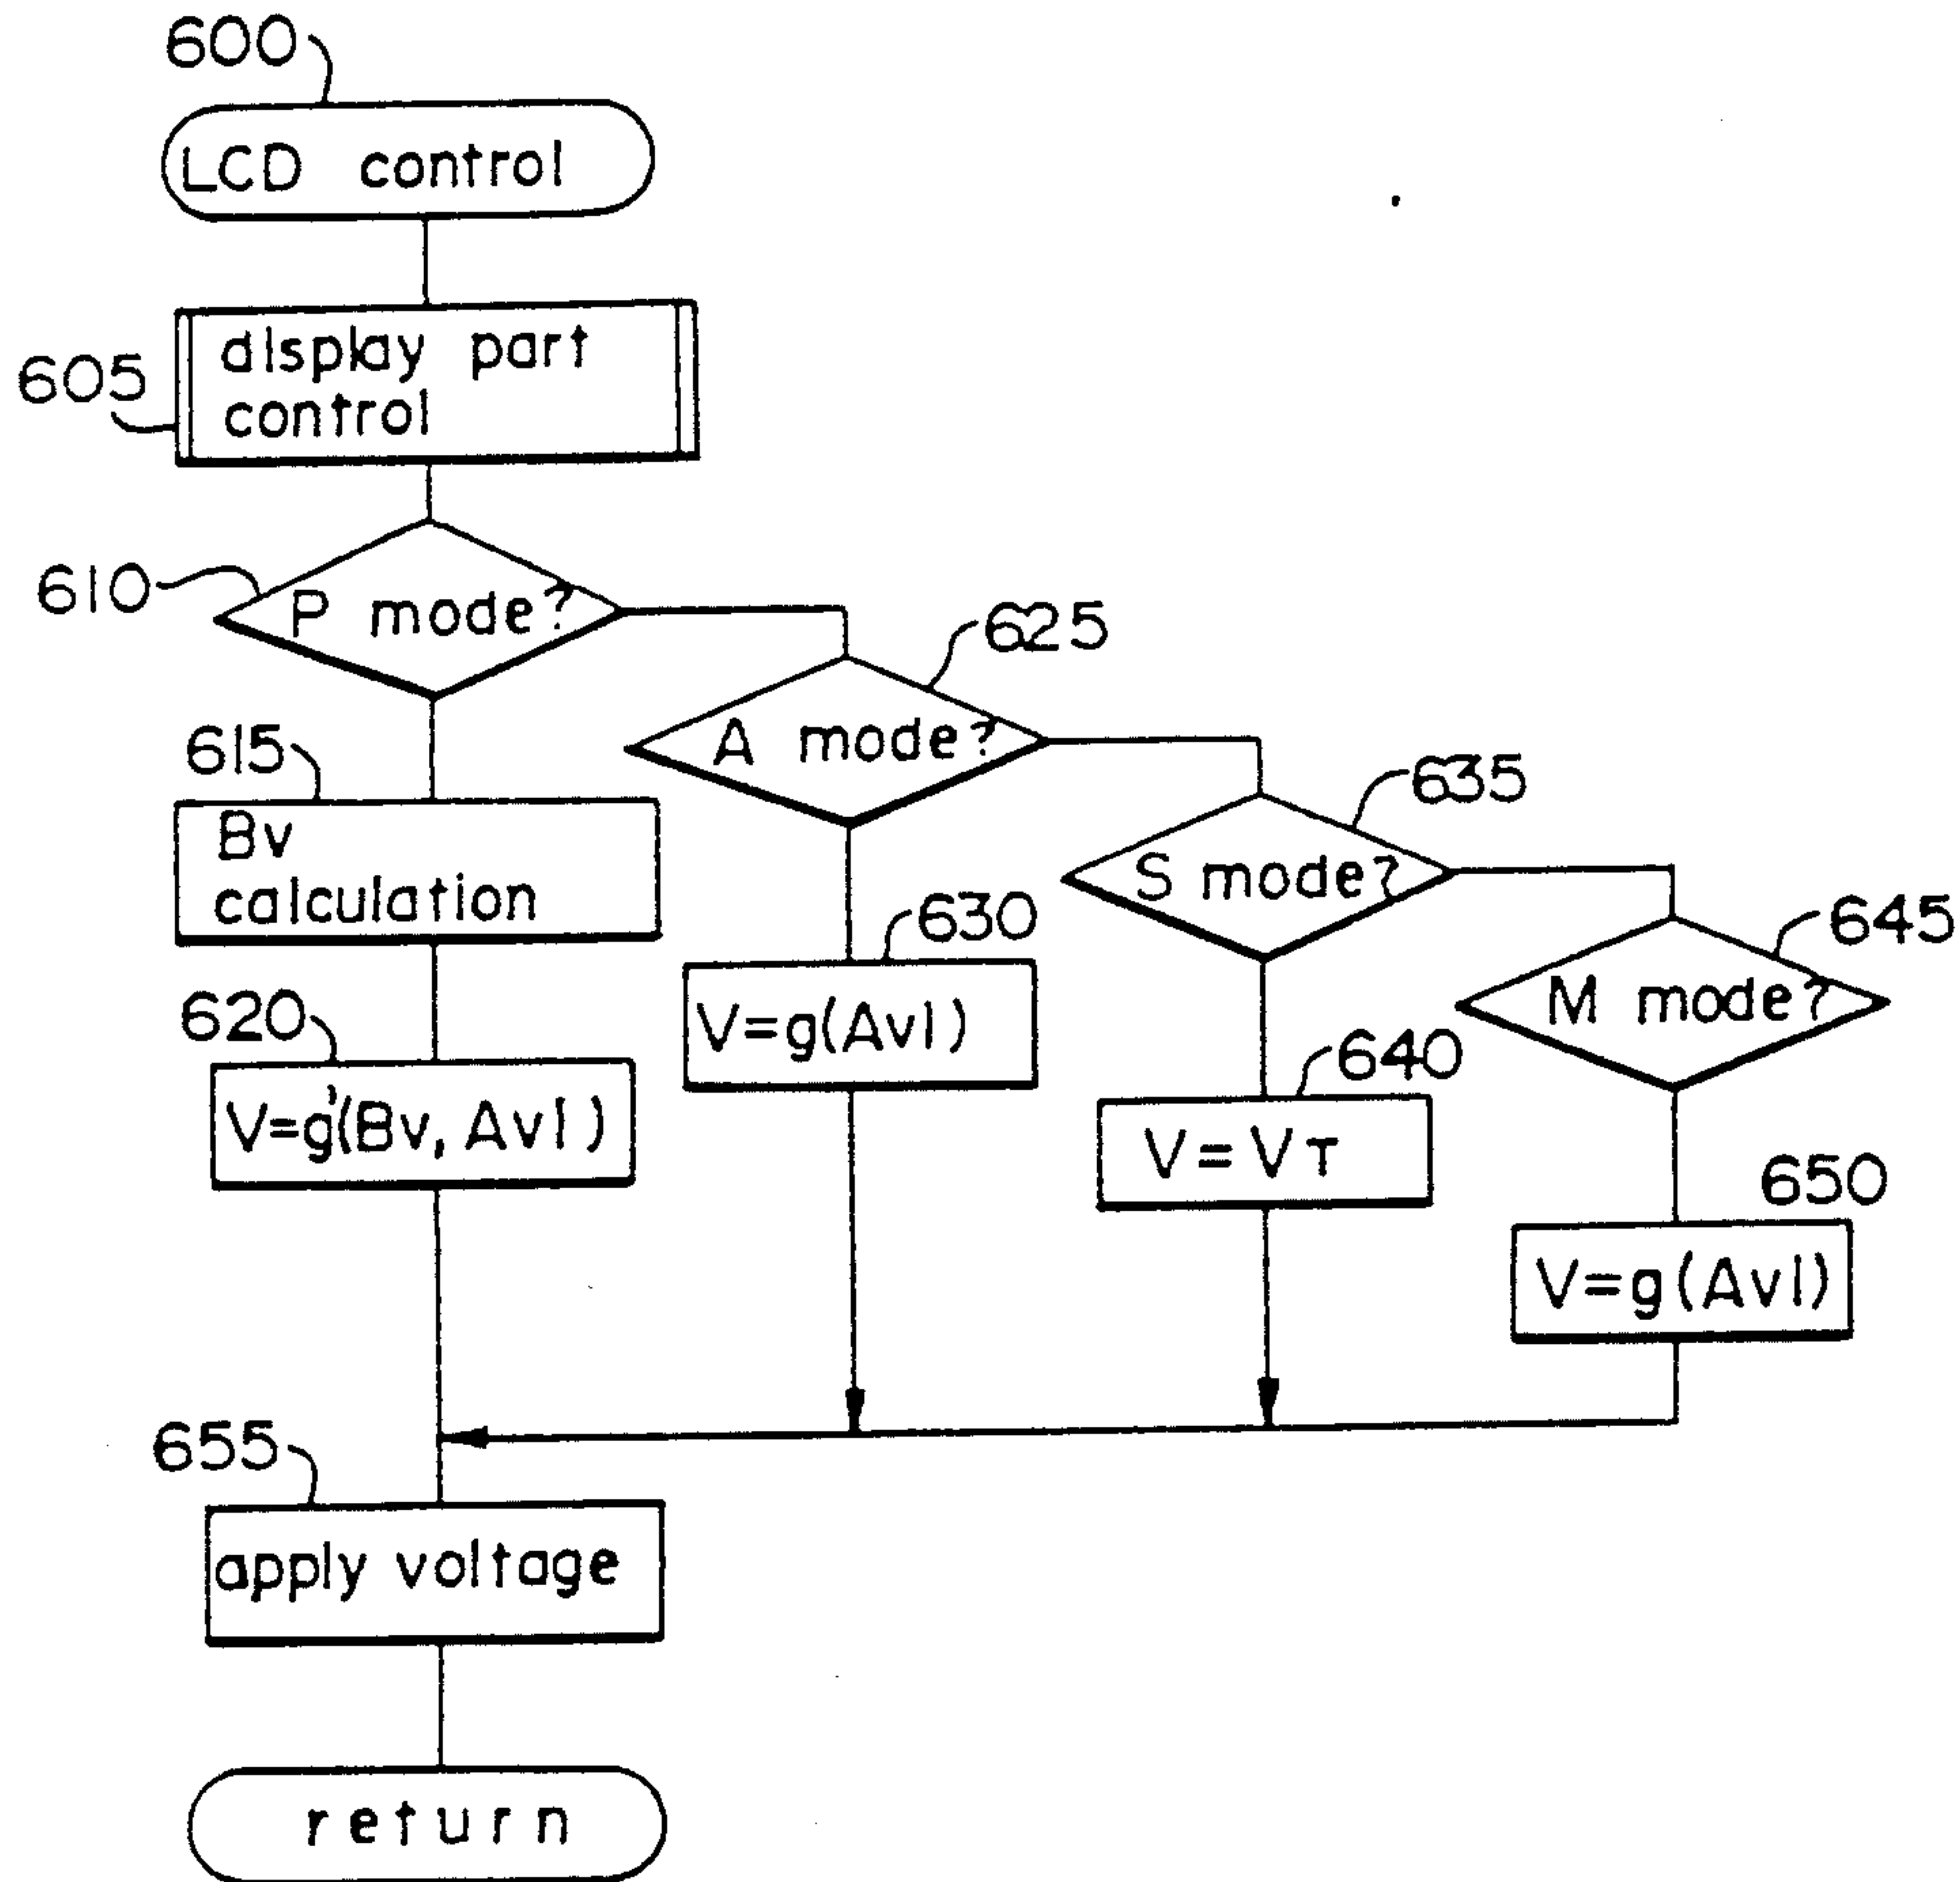 600
LCD control
605
display part
control
610
P mode?
625
A mode?
615
635
S mode?
Bv
calculation
630
645
M mode?
620
V=g(Avl)
640
V=g'(Bv, Avl)
V=VT
650
V=g(Avl)
655
apply voltage
return